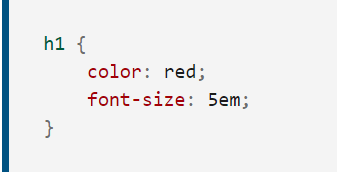 h1 {
    color: red;
    font-size: 5em;
}